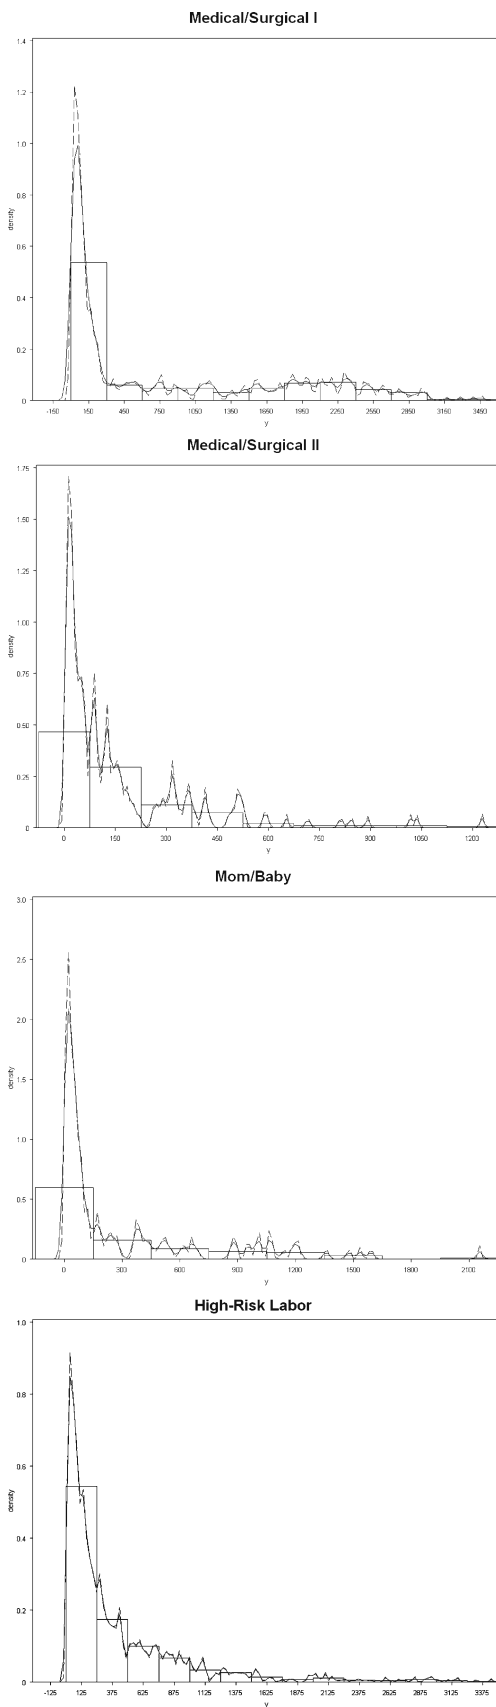 Medical/Surgical I
1.4
1.2
1.0
0.8
0.6
0.4
0.2
0
density
-150 150 450 750 1050 1350 1650 1950 2250 2550 2850 3150 3450
y
Medical/Surgical II
1.75
1.50
1.25
1.00
0.75
0.50
0.25
0
density
0 150 300 450 600 750 900 1050 1200
y
Mom/Baby
3.0
2.5
2.0
1.5
1.0
0.5
0
density
0 300 600 900 1200 1500 1800 2100
y
High-Risk Labor
1.0
0.8
0.6
0.4
0.2
0
density
-125 125 375 625 875 1125 1375 1625 1875 2125 2375 2625 2875 3125 3375
y